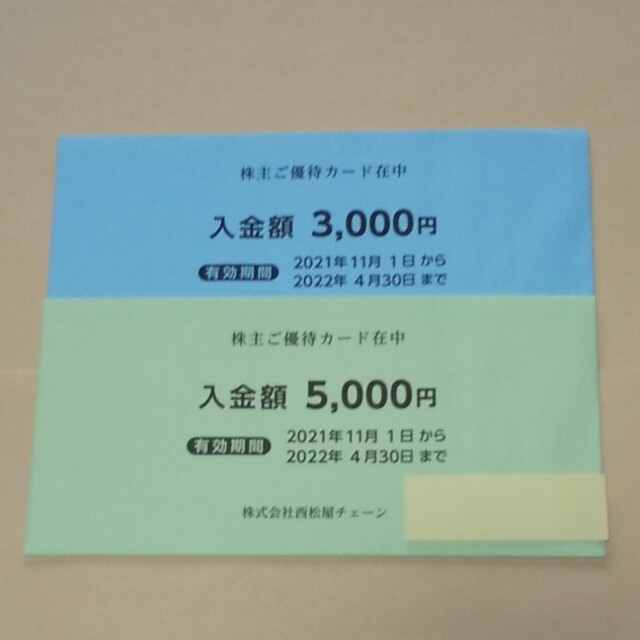 株主ご優待カード在中
入金額 3,000円
有効期間 2021年11月 1日から
2022年 4月30日まで
株主ご優待カード在中
入金額 5,000円
有効期間 2021年11月 1日から
2022年 4月30日まで
株式会社西松屋チェーン